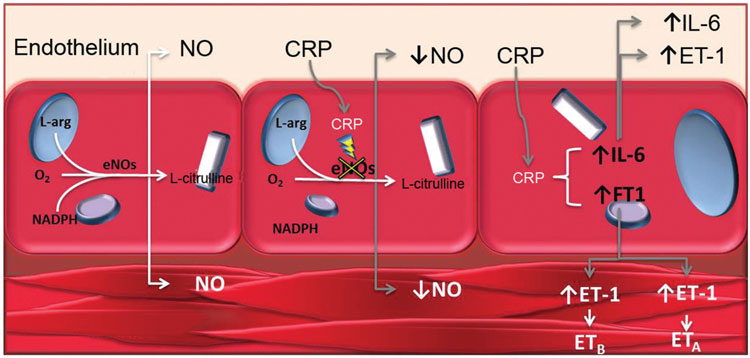 Endothelium
NO
L-arg
O2
eNOs
NADPH
L-citrulline
NO
CRP
↓NO
CRP
L-arg
O2
eNOs
L-citrulline
NADPH
↓NO
CRP
↑IL-6
↑ET-1
CRP
↑IL-6
↑ET1
↑ET-1
↑ET-1
ETB
ETA